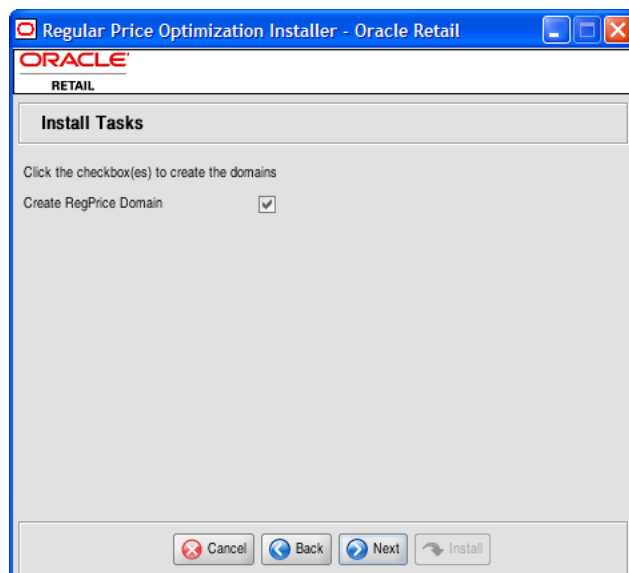 Regular Price Optimization Installer - Oracle Retail
ORACLE
RETAIL
Install Tasks
Click the checkbox(es) to create the domains
Create RegPrice Domain
Cancel Back Next Install